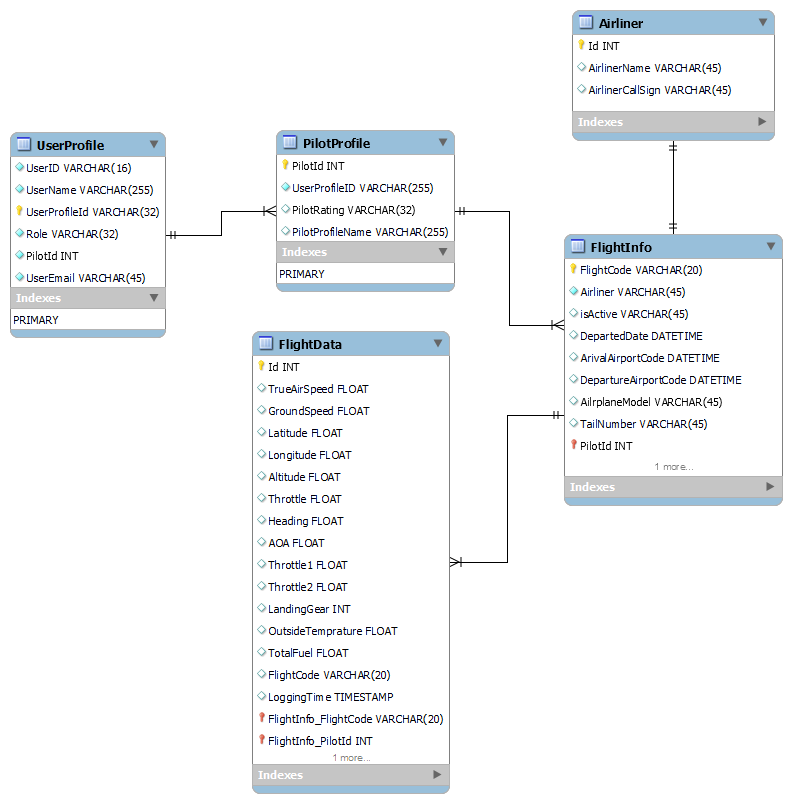 Airliner
Id INT
AirlinerName VARCHAR(45)
AirlinerCallSign VARCHAR(45)
Indexes
UserProfile
UserID VARCHAR(16)
UserName VARCHAR(255)
UserProfileId VARCHAR(32)
Role VARCHAR(32)
PilotId INT
UserEmail VARCHAR(45)
Indexes
PRIMARY
PilotProfile
PilotId INT
UserProfileID VARCHAR(255)
PilotRating VARCHAR(32)
PilotProfileName VARCHAR(255)
Indexes
PRIMARY
FlightInfo
FlightCode VARCHAR(20)
Airliner VARCHAR(45)
isActive VARCHAR(45)
DepartedDate DATETIME
ArivalAirportCode DATETIME
DepartureAirportCode DATETIME
AilrplaneModel VARCHAR(45)
TailNumber VARCHAR(45)
PilotId INT
1 more...
Indexes
FlightData
Id INT
TrueAirSpeed FLOAT
GroundSpeed FLOAT
Latitude FLOAT
Longitude FLOAT
Altitude FLOAT
Throttle FLOAT
Heading FLOAT
AOA FLOAT
Throttle1 FLOAT
Throttle2 FLOAT
LandingGear INT
OutsideTemprature FLOAT
TotalFuel FLOAT
FlightCode VARCHAR(20)
LoggingTime TIMESTAMP
FlightInfo_FlightCode VARCHAR(20)
FlightInfo_PilotId INT
1 more...
Indexes